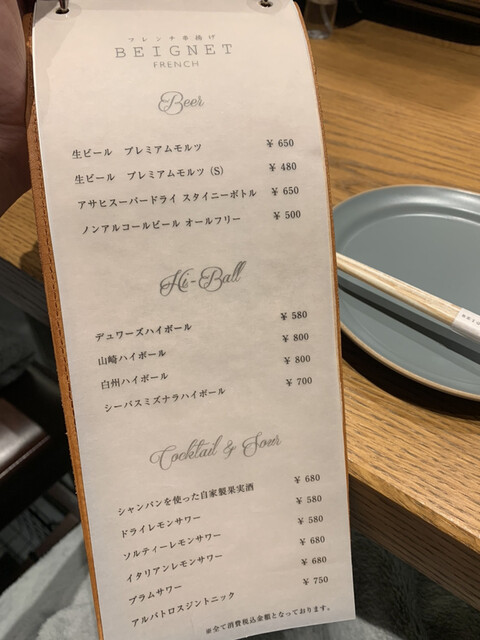 フレンチ串揚げ
BEIGNET
FRENCH
Beer
生ビール プレミアムモルツ ¥ 650
生ビール プレミアムモルツ (S) ¥ 480
アサヒスーパードライ スタイニーボトル ¥ 650
ノンアルコールビール オールフリー ¥ 500
Hi-Ball
デュワーズハイボール ¥ 580
山崎ハイボール ¥ 800
白州ハイボール ¥ 800
シーバスミズナラハイボール ¥ 700
Cocktail & Sour
シャンパンを使った自家製果実酒 ¥ 680
ドライレモンサワー ¥ 580
ソルティーレモンサワー ¥ 580
イタリアンレモンサワー ¥ 680
プラムサワー ¥ 680
アルバトロスジントニック ¥ 750
※全て消費税込金額となっております。